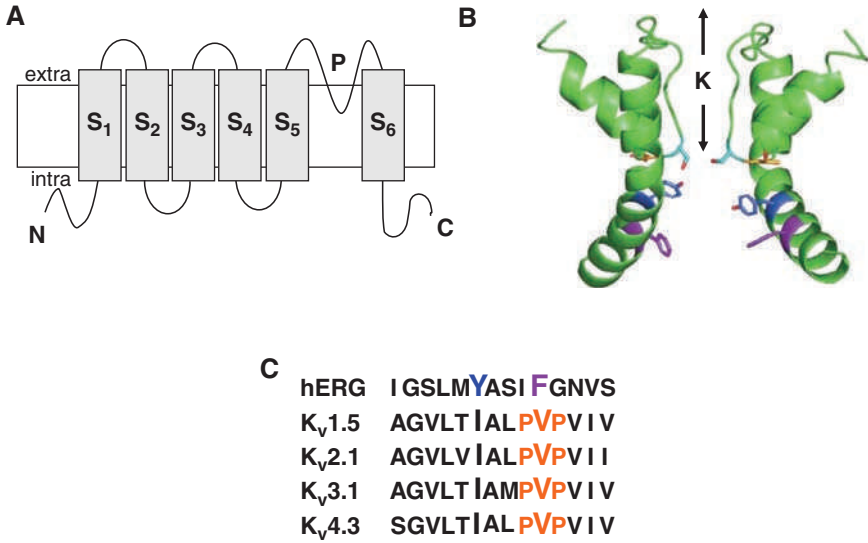 A
extra
P
S1 S2 S3 S4 S5 S6
intra
N
C
B
K
C
hERG IGSLMYASIFGNVS
Kv1.5 AGVLTIALPVPVIV
Kv2.1 AGVLVIALPVPVII
Kv3.1 AGVLTIAMPVPVIV
Kv4.3 SGVLTIALPVPVIV